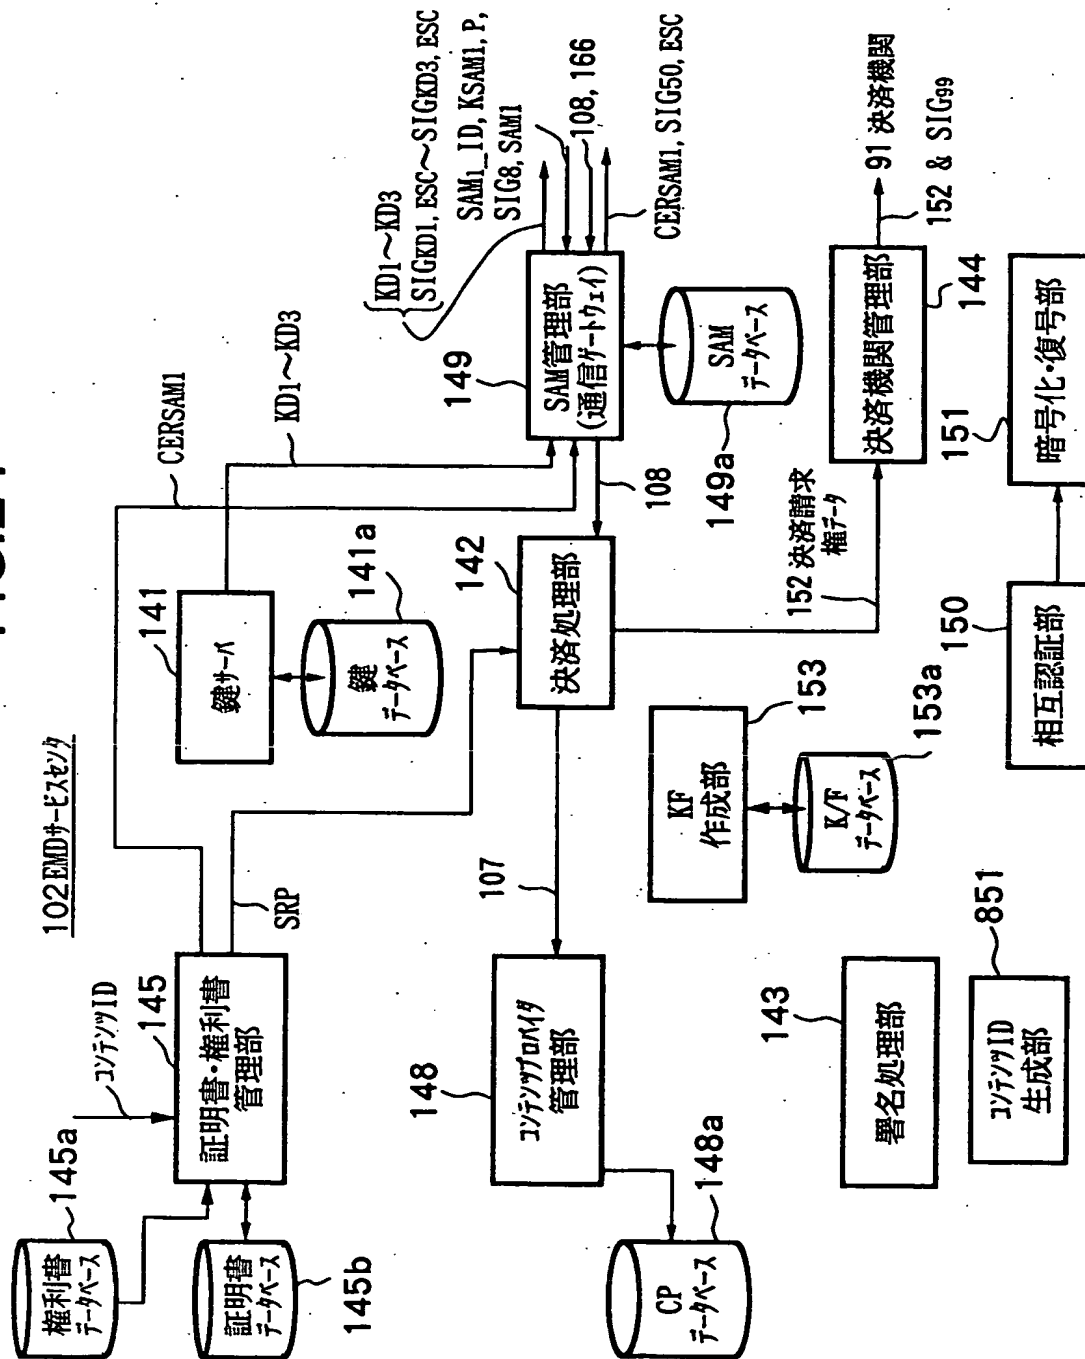 102 EMDサービスセンタ
コンテンツID
145a
権利書
データベース
145
証明書・権利書
管理部
証明書
データベース
145b
SRP
CERSAM1
KD1～KD3
141
鍵サーバ
141a
鍵
データベース
KD1～KD3
SIGKD1, ESC～SIGKD3, ESC
SAM1_ID, KSAM1, P,
SIG8, SAM1
108, 166
CERSAM1, SIG50, ESC
149
SAM管理部
(通信ゲートウェイ)
SAM
データベース
149a
108
142
決済処理部
107
148
コンテンツプロバイダ
管理部
CP
データベース
148a
152 決済請求
権データ
決済機関管理部
144
91 決済機関
152 & SIG99
KF
作成部
153
K/F
データベース
153a
143
署名処理部
コンテンツID
生成部
851
150
相互認証部
151
暗号化・復号部